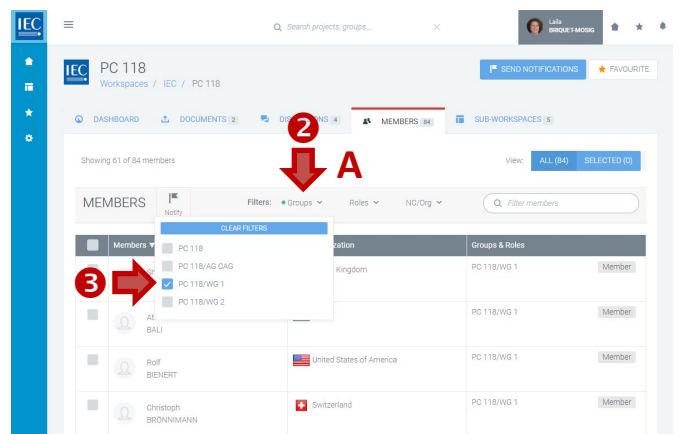 IEC
Search projects, groups ...
Laila
BRIQUET-MOSIG
IEC
PC 118
Workspaces / IEC / PC 118
SEND NOTIFICATIONS
FAVOURITE
DASHBOARD
DOCUMENTS 2
4
MEMBERS 84
SUB-WORKSPACES 5
2
A
Showing 61 of 84 members
View: ALL (84) SELECTED (0)
MEMBERS
Notify
Filters: Groups Roles NC/Org
Filter members
CLEAR FILTERS
PC 118
PC 118/AG CAG
PC 118/WG 1
PC 118/WG 2
3
Members
Groups & Roles
Kingdom
PC 118/WG 1 Member
BALI
PC 118/WG 1 Member
Rolf
BIENERT
United States of America
PC 118/WG 1 Member
Christoph
BRÖNNIMANN
Switzerland
PC 118/WG 1 Member